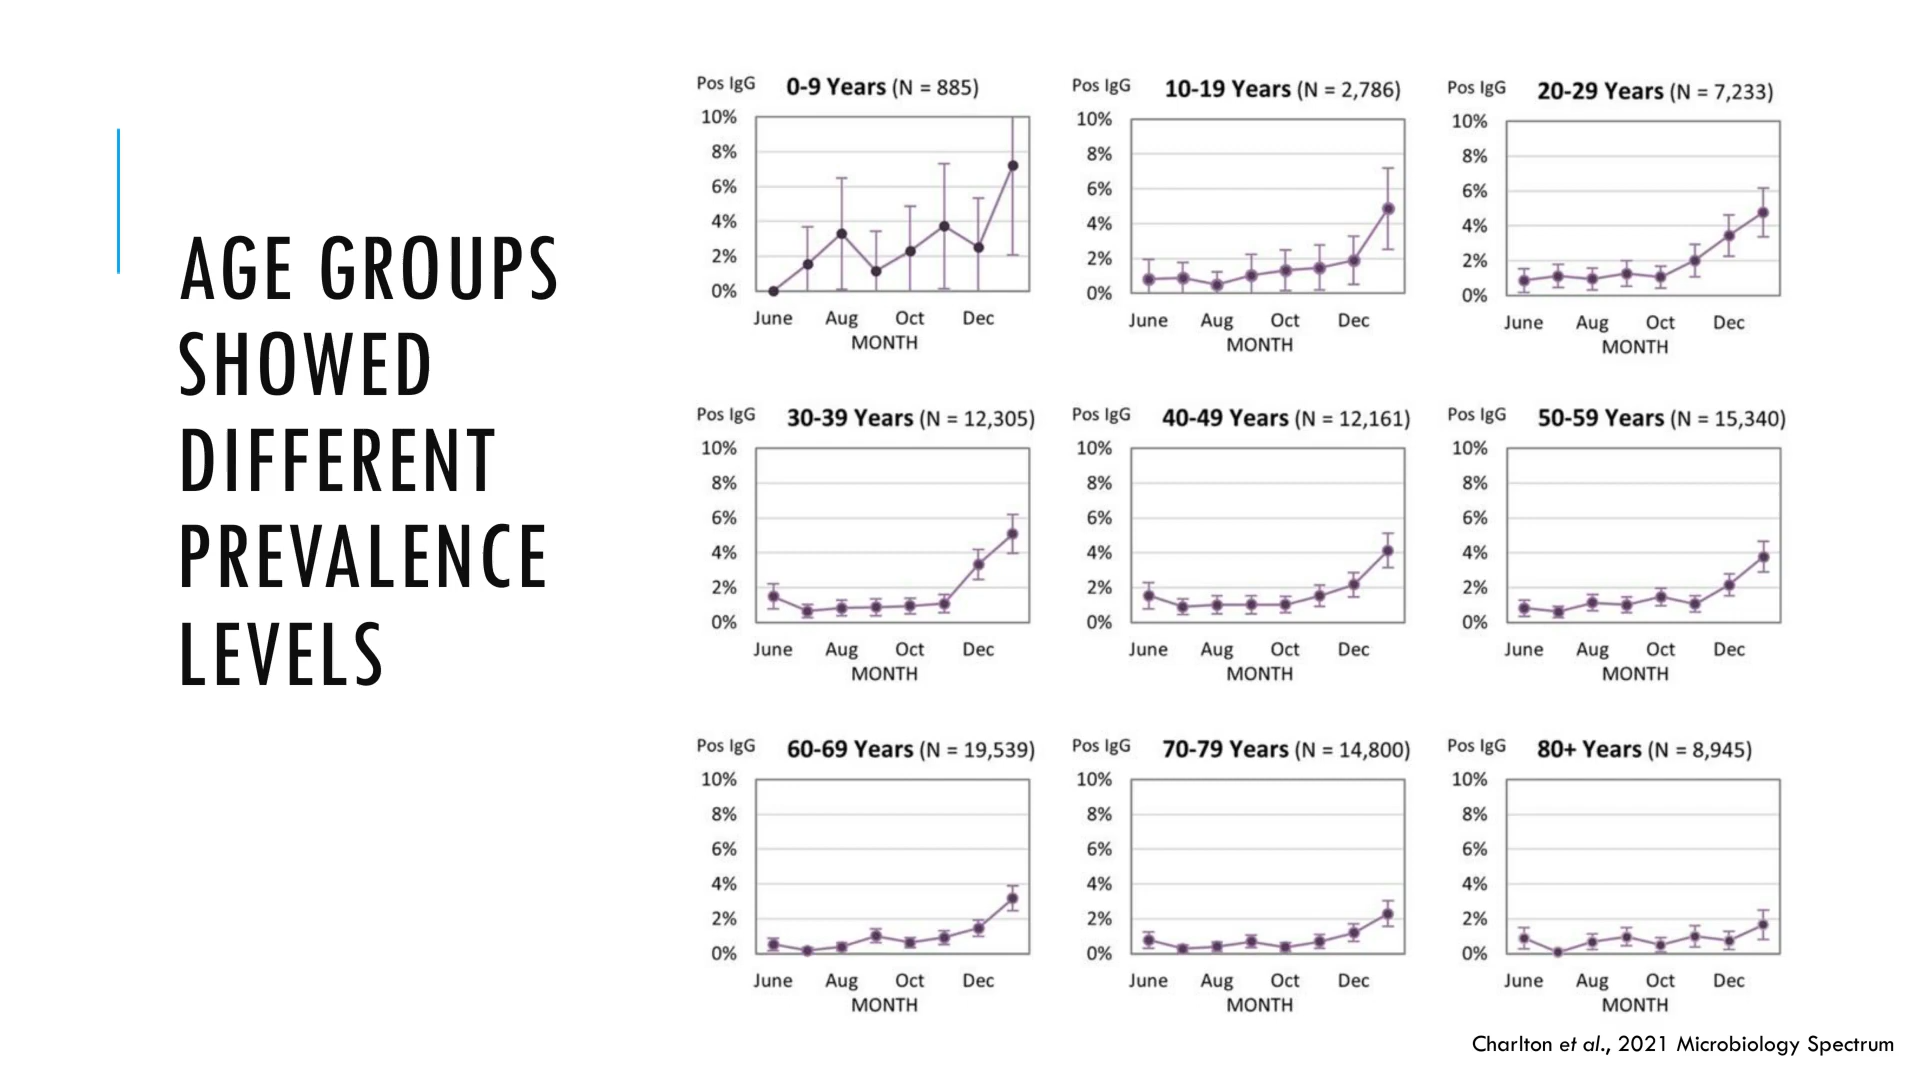 AGE GROUPS
SHOWED
DIFFERENT
PREVALENCE
LEVELS
Pos IgG 0-9 Years (N = 885)
10%
8%
6%
4%
2%
0%
June Aug Oct Dec
MONTH
Pos IgG 10-19 Years (N = 2,786)
10%
8%
6%
4%
2%
0%
June Aug Oct Dec
MONTH
Pos IgG 20-29 Years (N = 7,233)
10%
8%
6%
4%
2%
0%
June Aug Oct Dec
MONTH
Pos IgG 30-39 Years (N = 12,305)
10%
8%
6%
4%
2%
0%
June Aug Oct Dec
MONTH
Pos IgG 40-49 Years (N = 12,161)
10%
8%
6%
4%
2%
0%
June Aug Oct Dec
MONTH
Pos IgG 50-59 Years (N = 15,340)
10%
8%
6%
4%
2%
0%
June Aug Oct Dec
MONTH
Pos IgG 60-69 Years (N = 19,539)
10%
8%
6%
4%
2%
0%
June Aug Oct Dec
MONTH
Pos IgG 70-79 Years (N = 14,800)
10%
8%
6%
4%
2%
0%
June Aug Oct Dec
MONTH
Pos IgG 80+ Years (N = 8,945)
10%
8%
6%
4%
2%
0%
June Aug Oct Dec
MONTH
Charlton et al., 2021 Microbiology Spectrum